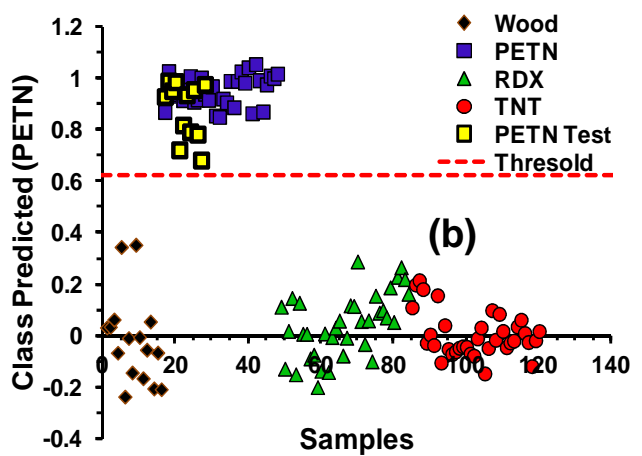 Wood
PETN
RDX
TNT
PETN Test
Thresold
(b)
Class Predicted (PETN)
1.2
1
0.8
0.6
0.4
0.2
0
-0.2
-0.4
0 20 40 60 80 100 120 140
Samples